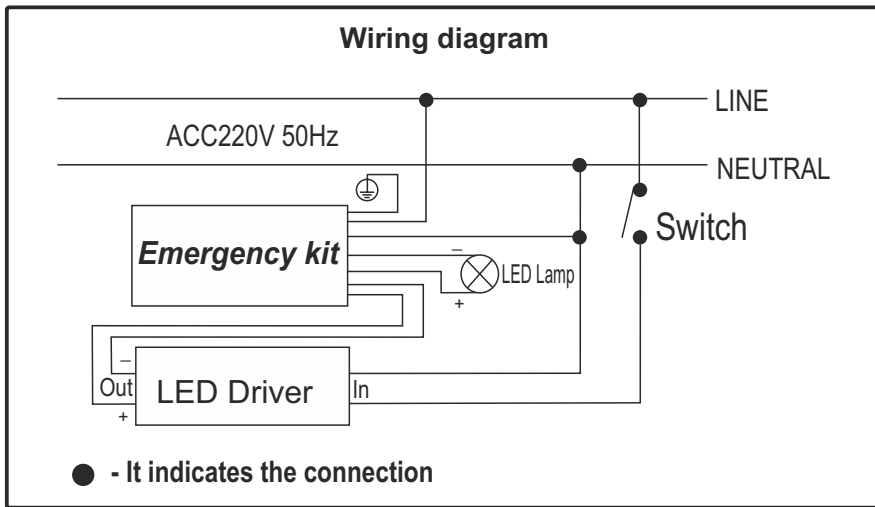 Wiring diagram
LINE
ACC220V 50Hz
NEUTRAL
Switch
Emergency kit
–
LED Lamp
+
–
Out
LED Driver
In
+
- It indicates the connection